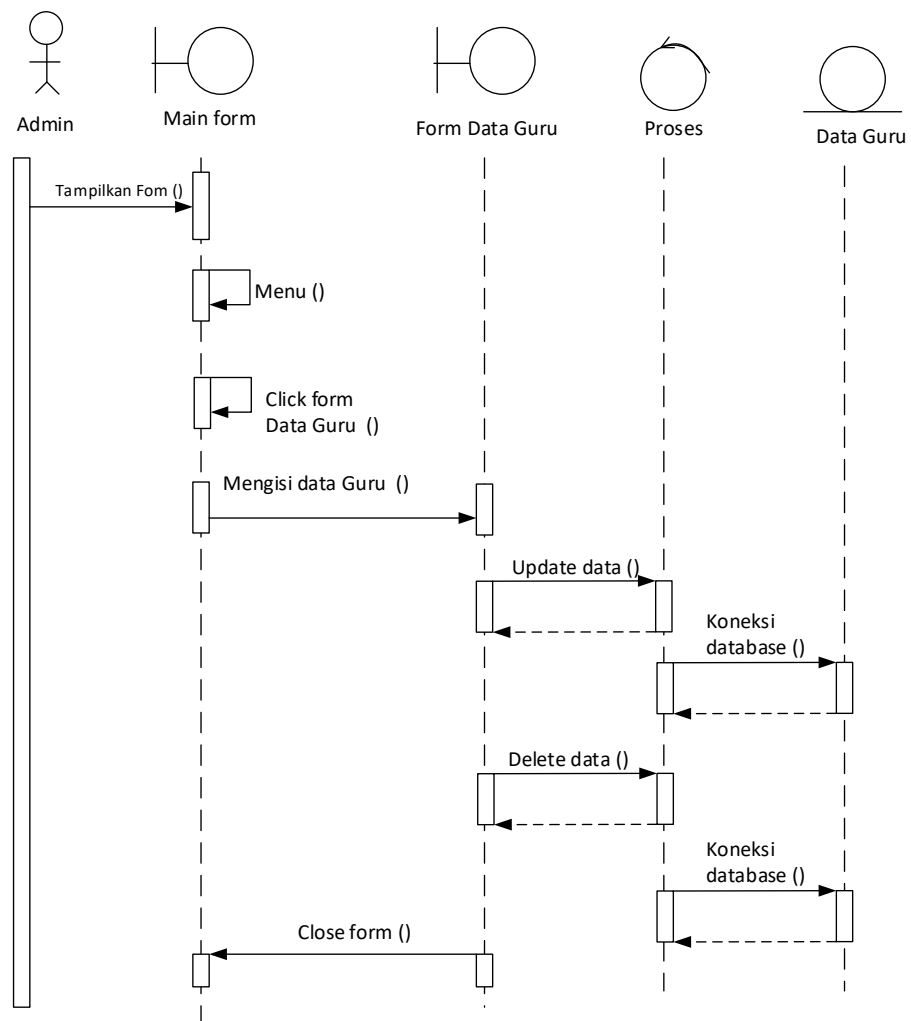 Admin
Main form
Form Data Guru
Proses
Data Guru
Tampilkan Fom ()
Menu ()
Click form
Data Guru  ()
Mengisi data Guru  ()
Update data ()
Koneksi
database ()
Delete data ()
Koneksi
database ()
Close form ()